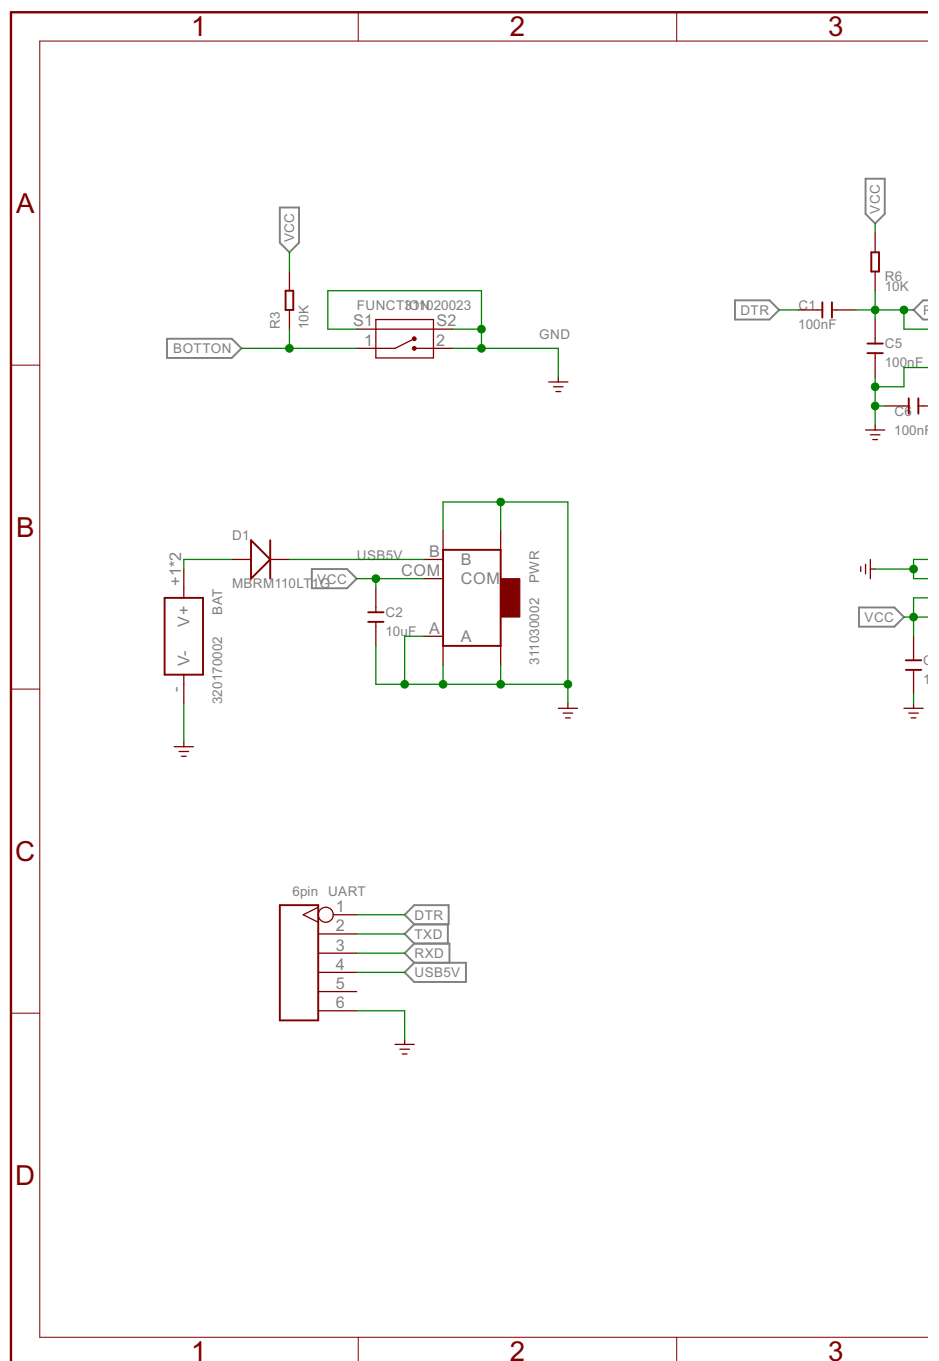 1 2 3
A
VCC
VCC
R3
10K
FUNCTION
311020023
S1 S2
1 2
BOTTON
GND
DTR
C1
100nF
R6
10K
C5
100nF
C6
100nF
B
D1
MBRM110LT1G
+1*2
V+
V-
-
BAT
320170002
USB5V
VCC
C2
10uF
B
COM
A
B
COM
A
PWR
311030002
VCC
C
6pin UART
1 DTR
2 TXD
3 RXD
4 USB5V
5
6
D
1 2 3